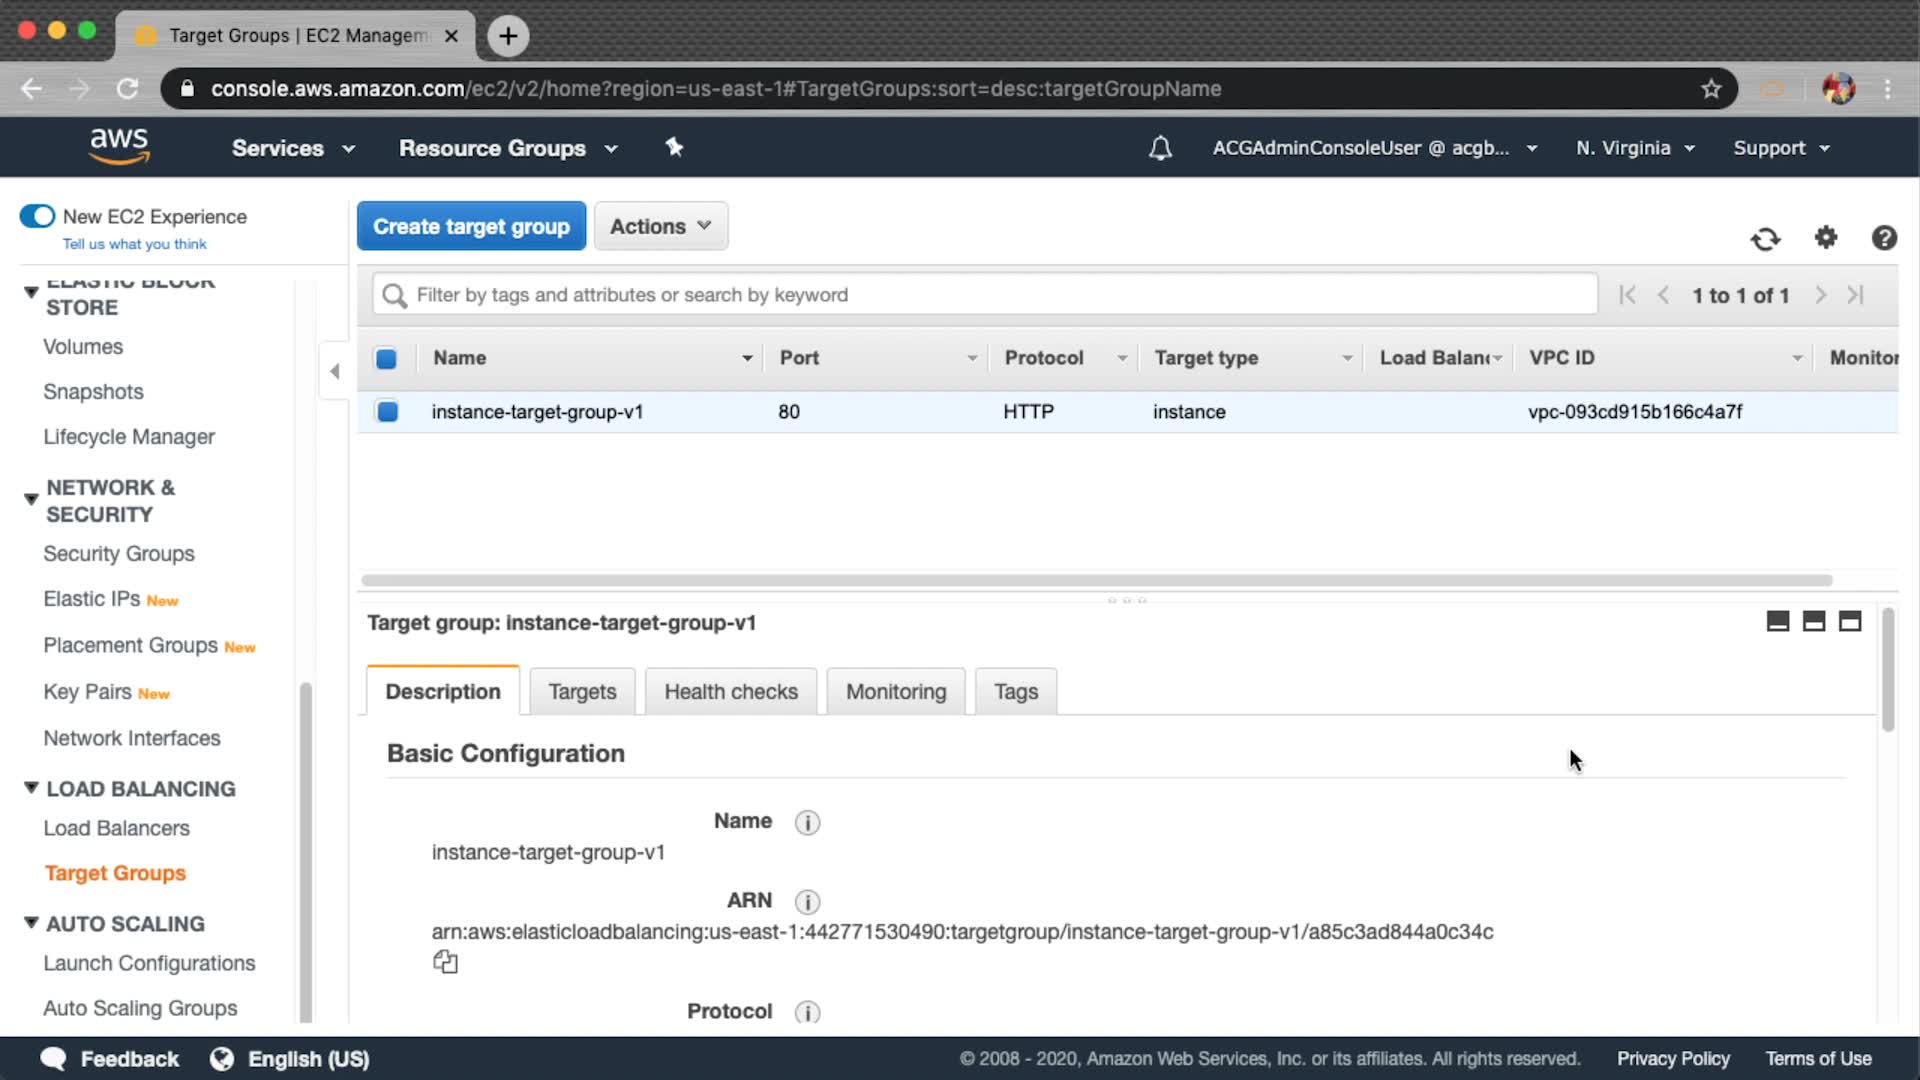 Target Groups | EC2 Managem
console.aws.amazon.com/ec2/v2/home?region=us-east-1#TargetGroups:sort=desc:targetGroupName
aws Services Resource Groups ACGAdminConsoleUser @ acgb... N. Virginia Support
New EC2 Experience
Tell us what you think
Create target group Actions
Filter by tags and attributes or search by keyword 1 to 1 of 1
Name Port Protocol Target type Load Balanc VPC ID Monitor
instance-target-group-v1 80 HTTP instance vpc-093cd915b166c4a7f
ELASTIC BLOCK
STORE
Volumes
Snapshots
Lifecycle Manager
NETWORK &
SECURITY
Security Groups
Elastic IPs New
Placement Groups New
Key Pairs New
Network Interfaces
LOAD BALANCING
Load Balancers
Target Groups
AUTO SCALING
Launch Configurations
Auto Scaling Groups
Target group: instance-target-group-v1
Description Targets Health checks Monitoring Tags
Basic Configuration
Name
instance-target-group-v1
ARN
arn:aws:elasticloadbalancing:us-east-1:442771530490:targetgroup/instance-target-group-v1/a85c3ad844a0c34c
Protocol
Feedback English (US) © 2008 - 2020, Amazon Web Services, Inc. or its affiliates. All rights reserved. Privacy Policy Terms of Use